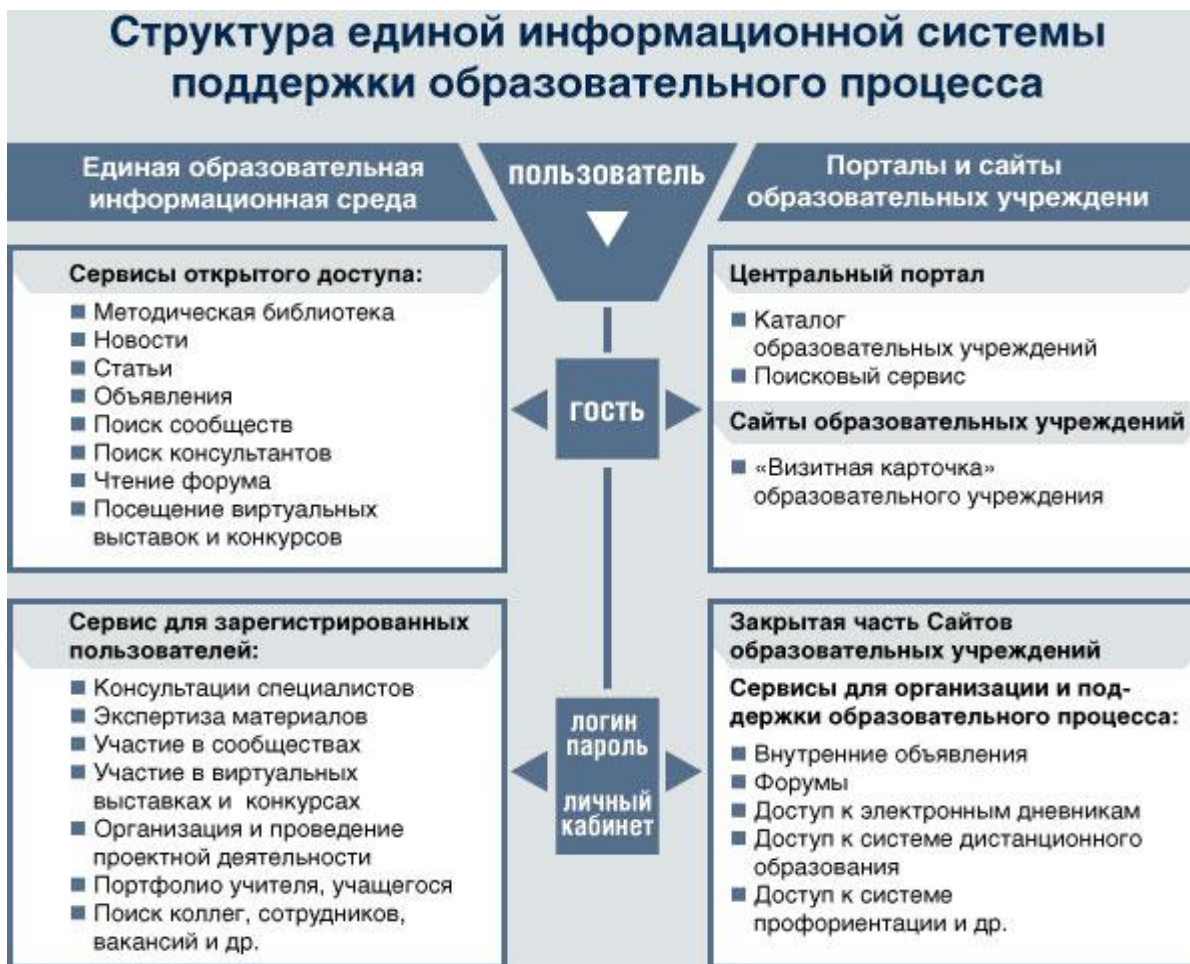 Структура единой информационной системы
поддержки образовательного процесса
Единая образовательная
информационная среда
пользователь
Порталы и сайты
образовательных учреждени
Сервисы открытого доступа:
Методическая библиотека
Новости
Статьи
Объявления
Поиск сообществ
Поиск консультантов
Чтение форума
Посещение виртуальных
выставок и конкурсов
гость
Центральный портал
Каталог
образовательных учреждений
Поисковый сервис
Сайты образовательных учреждений
«Визитная карточка»
образовательного учреждения
Сервис для зарегистрированных
пользователей:
Консультации специалистов
Экспертиза материалов
Участие в сообществах
Участие в виртуальных
выставках и конкурсах
Организация и проведение
проектной деятельности
Портфолио учителя, учащегося
Поиск коллег, сотрудников,
вакансий и др.
логин
пароль
личный
кабинет
Закрытая часть Сайтов
образовательных учреждений
Сервисы для организации и под-
держки образовательного процесса:
Внутренние объявления
Форумы
Доступ к электронным дневникам
Доступ к системе дистанционного
образования
Доступ к системе
профориентации и др.